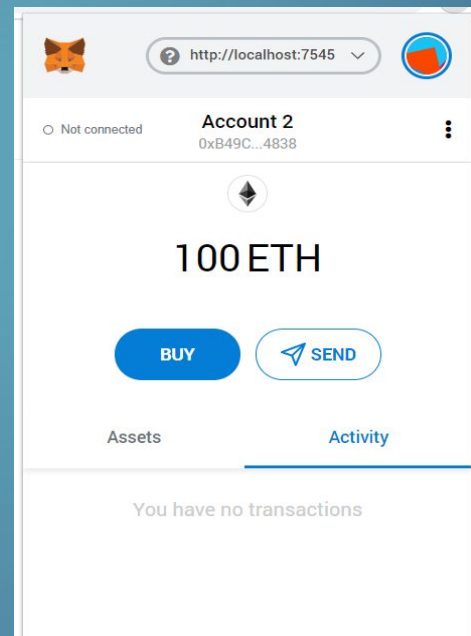 http://localhost:7545
Not connected
Account 2
0xB49C...4838
100 ETH
BUY
SEND
Assets
Activity
You have no transactions